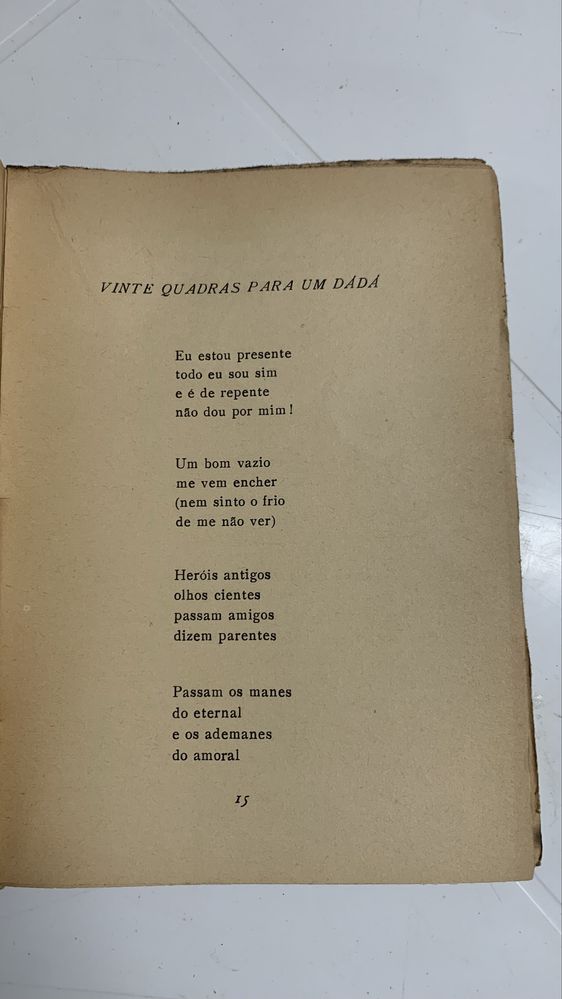 VINTE QUADRAS PARA UM DÁDÁ
Eu estou presente
todo eu sou sim
e é de repente
não dou por mim !
Um bom vazio
me vem encher
(nem sinto o frio
de me não ver)
Heróis antigos
olhos cientes
passam amigos
dizem parentes
Passam os manes
do eternal
e os ademanes
do amoral
15